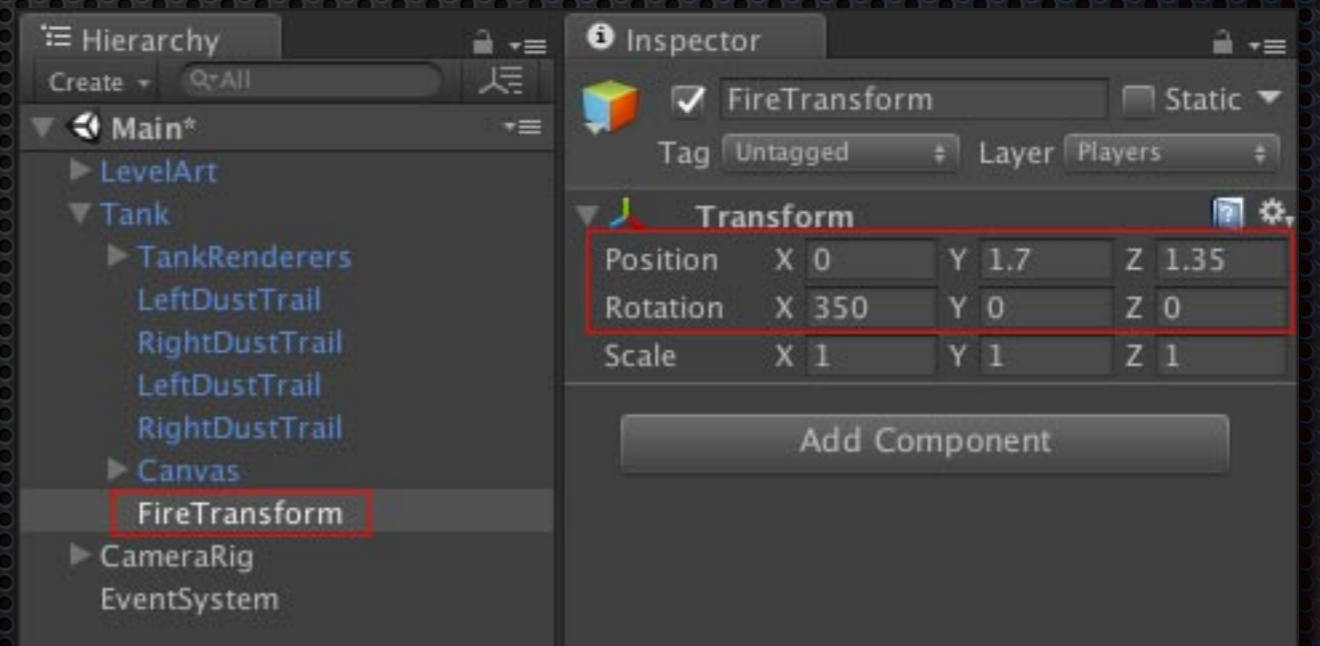 Hierarchy
Create All
Main*
LevelArt
Tank
TankRenderers
LeftDustTrail
RightDustTrail
LeftDustTrail
RightDustTrail
Canvas
FireTransform
CameraRig
EventSystem
Inspector
FireTransform Static
Tag Untagged Layer Players
Transform
Position X 0 Y 1.7 Z 1.35
Rotation X 350 Y 0 Z 0
Scale X 1 Y 1 Z 1
Add Component